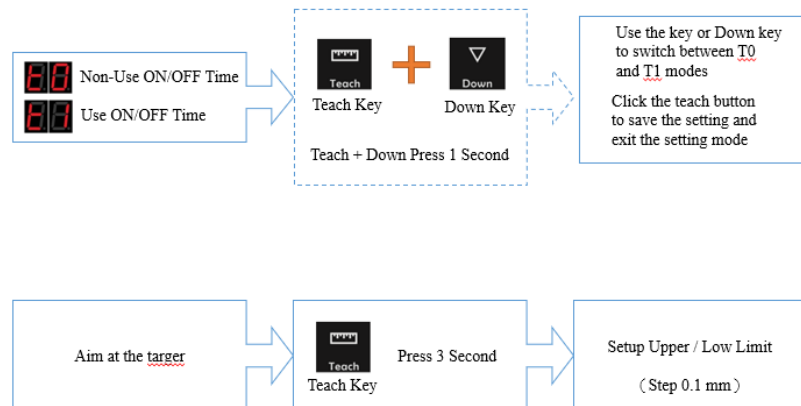 t0 Non-Use ON/OFF Time
t1 Use ON/OFF Time
Teach
Teach Key
Down
Down Key
Teach + Down Press 1 Second
Use the key or Down key
to switch between T0
and T1 modes
Click the teach button
to save the setting and
exit the setting mode
Aim at the targer
Teach
Teach Key
Press 3 Second
Setup Upper / Low Limit
（Step 0.1 mm）